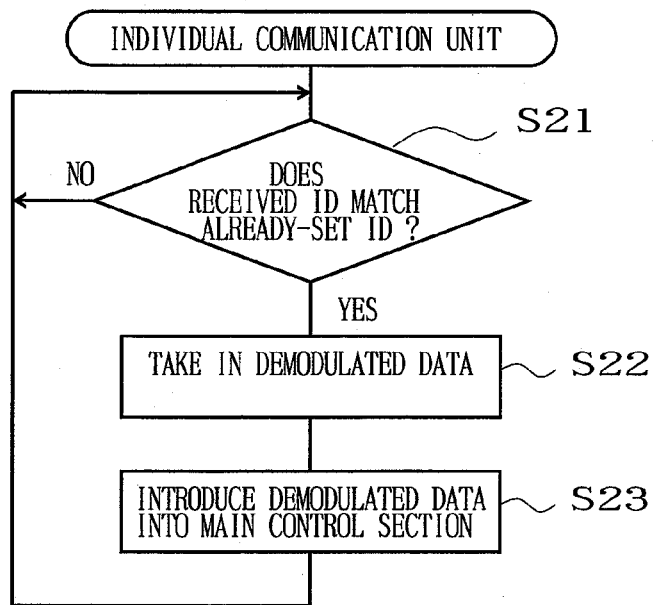 INDIVIDUAL COMMUNICATION UNIT
S21
NO
DOES
RECEIVED ID MATCH
ALREADY-SET ID ?
YES
TAKE IN DEMODULATED DATA
S22
INTRODUCE DEMODULATED DATA
INTO MAIN CONTROL SECTION
S23